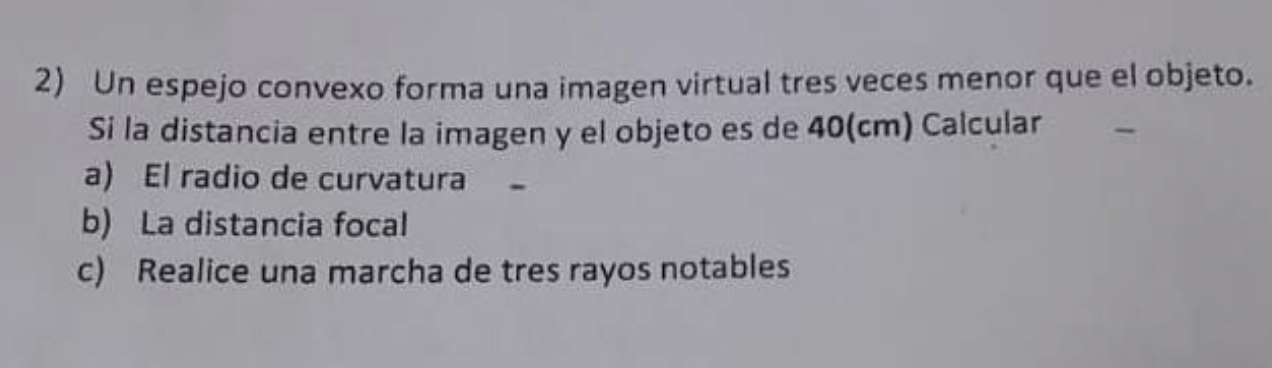 2) Un espejo convexo forma una imagen virtual tres veces menor que el objeto.
Si la distancia entre la imagen y el objeto es de 40(cm) Calcular
a) El radio de curvatura
b) La distancia focal
c) Realice una marcha de tres rayos notables